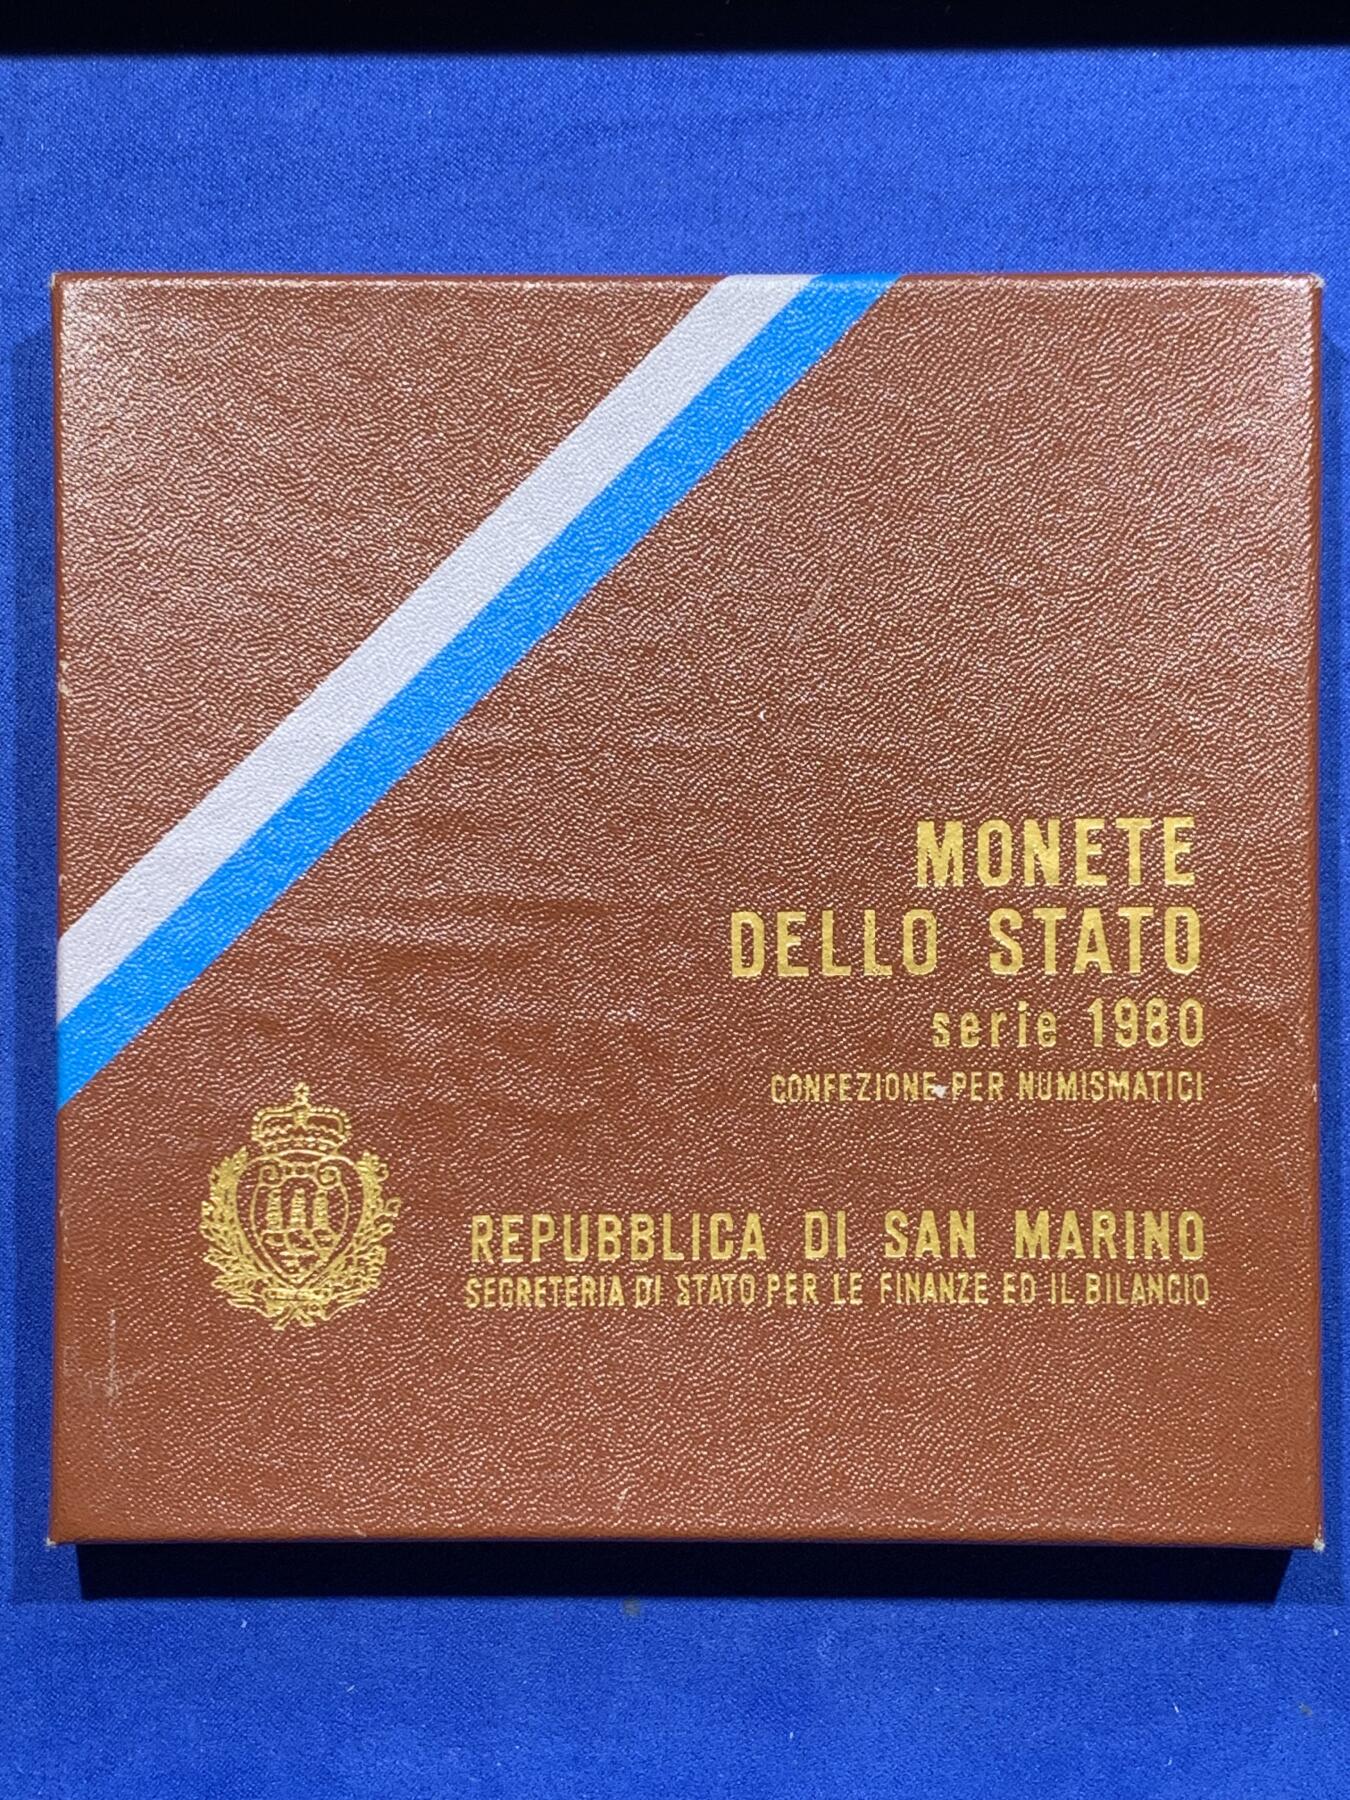 MONETE
DELLO STATO
serie 1980
CONFEZIONE PER NUMISMATICI
REPUBBLICA DI SAN MARINO
SEGRETERIA DI STATO PER LE FINANZE ED IL BILANCIO